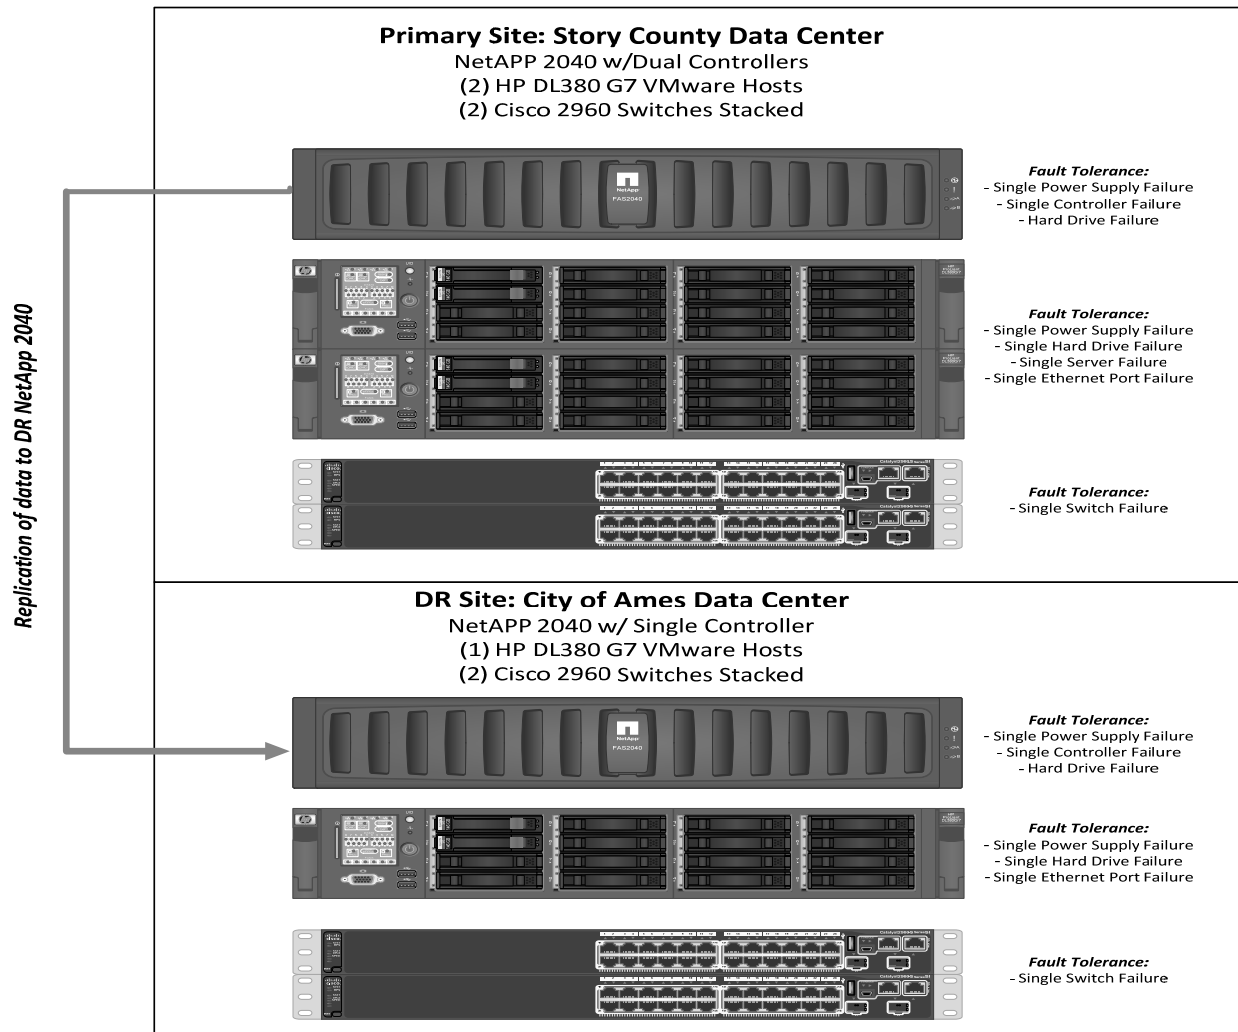 Primary Site: Story County Data Center
NetAPP 2040 w/Dual Controllers
(2) HP DL380 G7 VMware Hosts
(2) Cisco 2960 Switches Stacked
NetApp
FAS2040
Fault Tolerance:
- Single Power Supply Failure
- Single Controller Failure
- Hard Drive Failure
Fault Tolerance:
- Single Power Supply Failure
- Single Hard Drive Failure
- Single Server Failure
- Single Ethernet Port Failure
Fault Tolerance:
- Single Switch Failure
Replication of data to DR NetApp 2040
DR Site: City of Ames Data Center
NetAPP 2040 w/ Single Controller
(1) HP DL380 G7 VMware Hosts
(2) Cisco 2960 Switches Stacked
NetApp
FAS2040
Fault Tolerance:
- Single Power Supply Failure
- Single Controller Failure
- Hard Drive Failure
Fault Tolerance:
- Single Power Supply Failure
- Single Hard Drive Failure
- Single Ethernet Port Failure
Fault Tolerance:
- Single Switch Failure